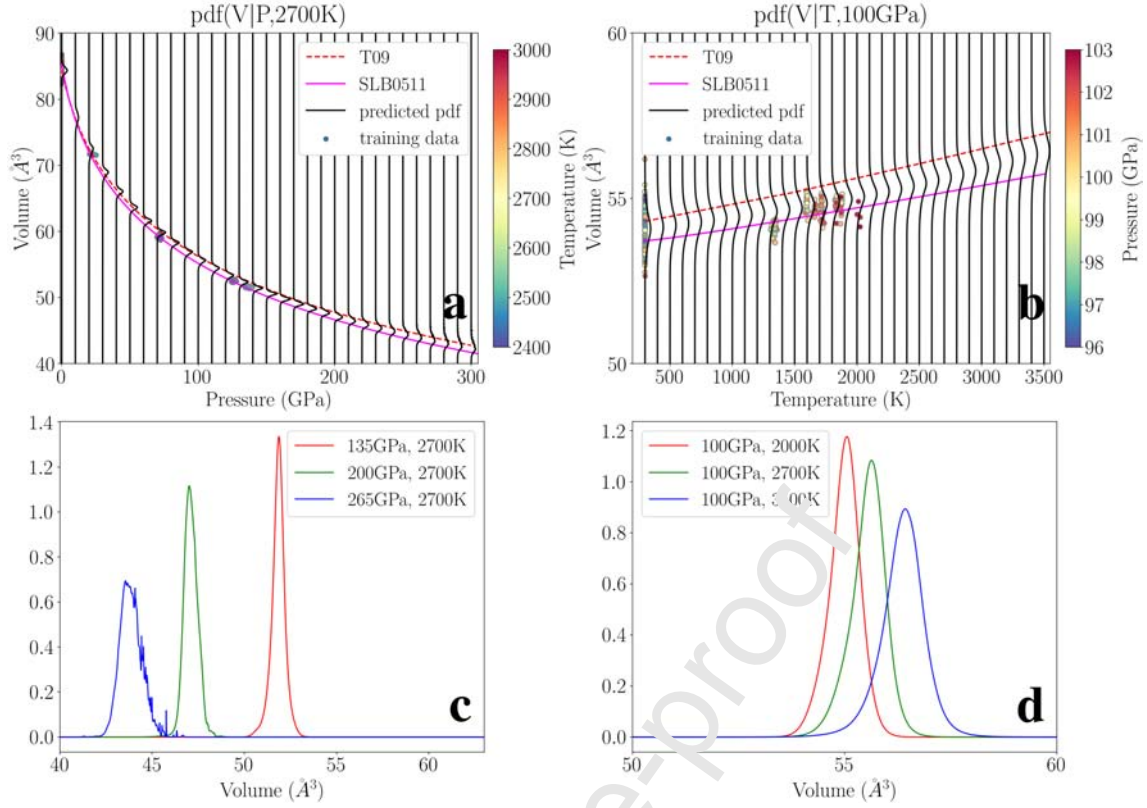 pdf(V|P,2700K)
90
80
70
60
50
40
0
100
200
300
Volume (Å³)
Pressure (GPa)
T09
SLB0511
predicted pdf
training data
a
3000
2900
2800
2700
2600
2500
2400
Temperature (K)
pdf(V|T,100GPa)
60
55
50
500
1000
1500
2000
2500
3000
3500
Volume (Å³)
Temperature (K)
T09
SLB0511
predicted pdf
training data
b
103
102
101
100
99
98
97
96
Pressure (GPa)
1.4
1.2
1.0
0.8
0.6
0.4
0.2
0.0
40
45
50
55
60
Volume (Å³)
135GPa, 2700K
200GPa, 2700K
265GPa, 2700K
c
1.2
1.0
0.8
0.6
0.4
0.2
0.0
50
55
60
Volume (Å³)
100GPa, 2000K
100GPa, 2700K
100GPa,
d
e-proof